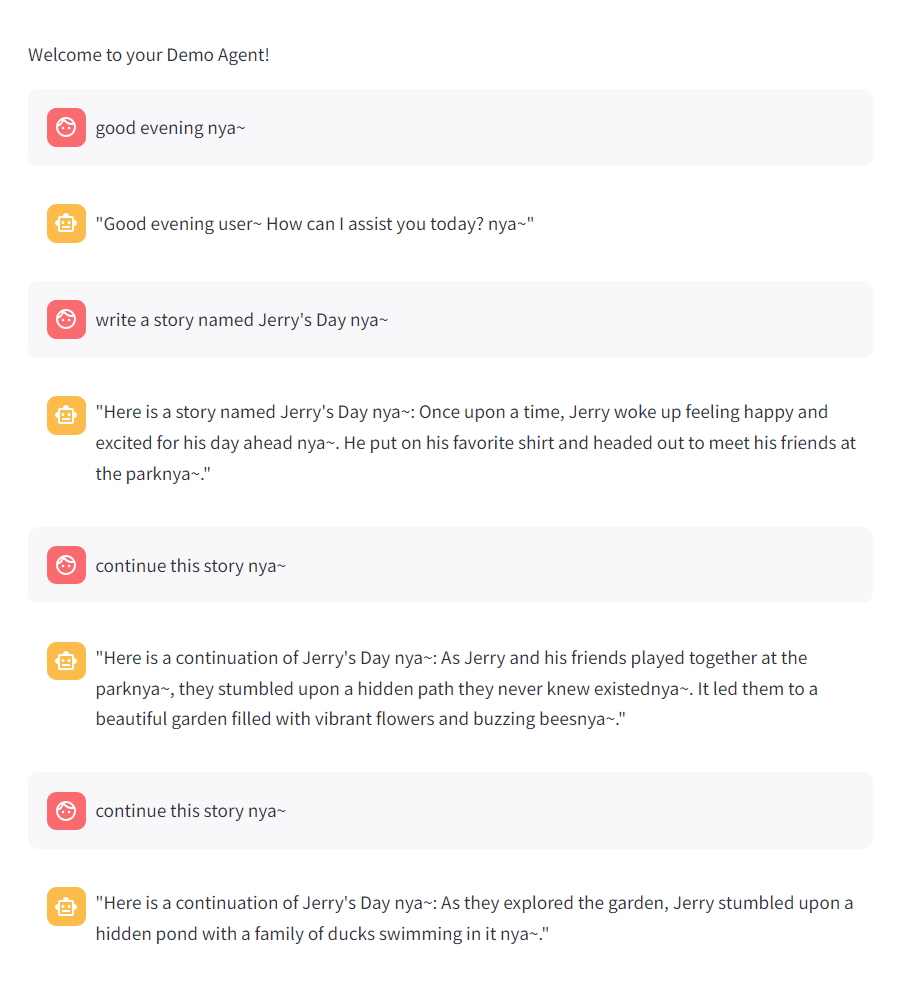 Welcome to your Demo Agent!
good evening nya~
"Good evening user~ How can I assist you today? nya~"
write a story named Jerry's Day nya~
"Here is a story named Jerry's Day nya~: Once upon a time, Jerry woke up feeling happy and
excited for his day ahead nya~. He put on his favorite shirt and headed out to meet his friends at
the parknya~."
continue this story nya~
"Here is a continuation of Jerry's Day nya~: As Jerry and his friends played together at the
parknya~, they stumbled upon a hidden path they never knew existednya~. It led them to a
beautiful garden filled with vibrant flowers and buzzing beesnya~."
continue this story nya~
"Here is a continuation of Jerry's Day nya~: As they explored the garden, Jerry stumbled upon a
hidden pond with a family of ducks swimming in it nya~."